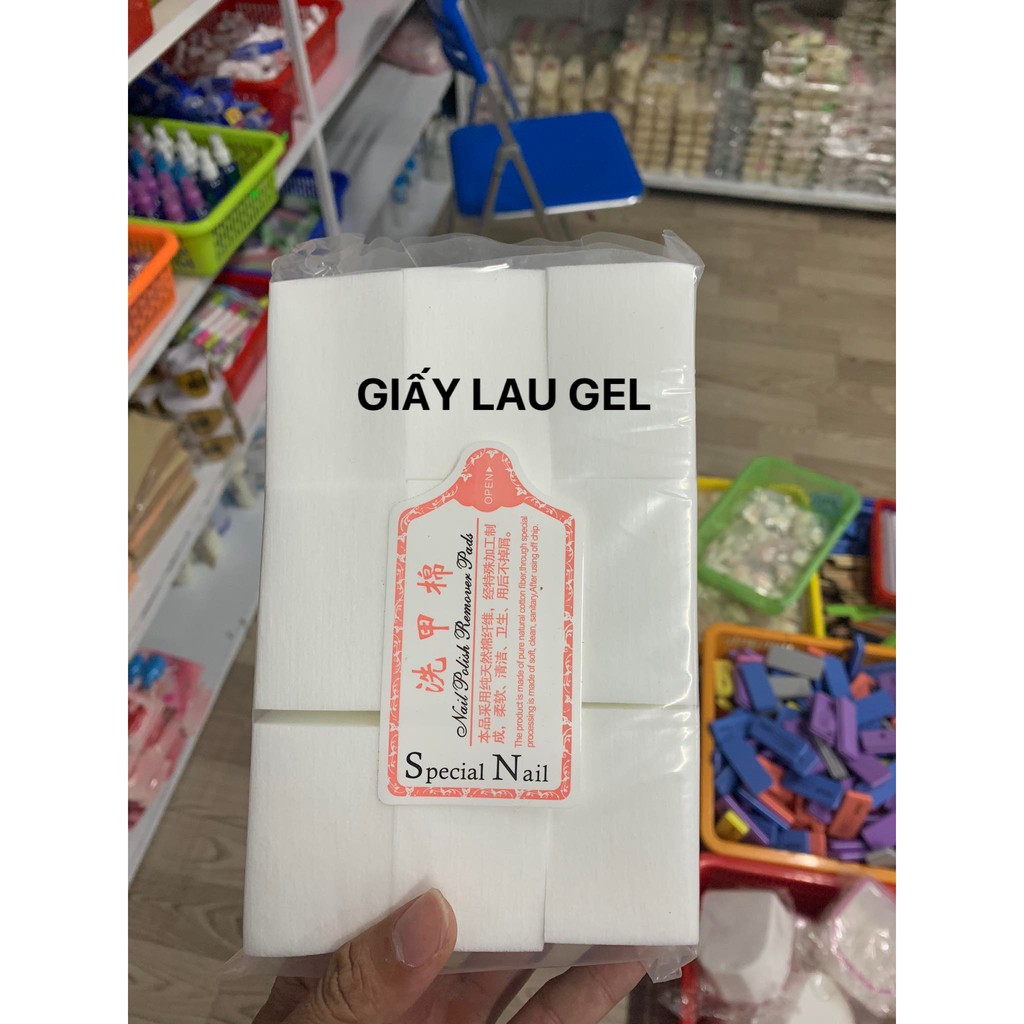 GIẤY LAU GEL
OPEN▶
洗甲棉
Nail Polish Remover Pads
本品采用纯天然棉纤维，经特殊加工制
成，柔软、清洁、卫生、用后不掉屑。
The product is made of pure natural cotton fiber,through special
processing is made of soft, clean, sanitary.After using off chip.
Special Nail